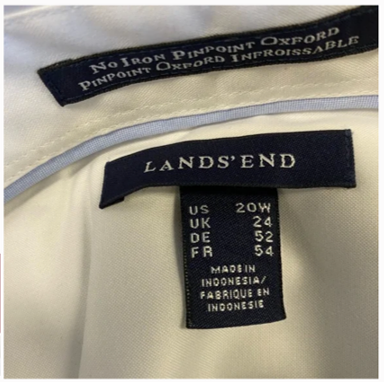 No Iron Pinpoint Oxford
Pinpoint Oxford Infroissable
LANDS' END
US 20W
UK 24
DE 52
FR 54
MADE IN
INDONESIA/
FABRIQUE EN
INDONESIE